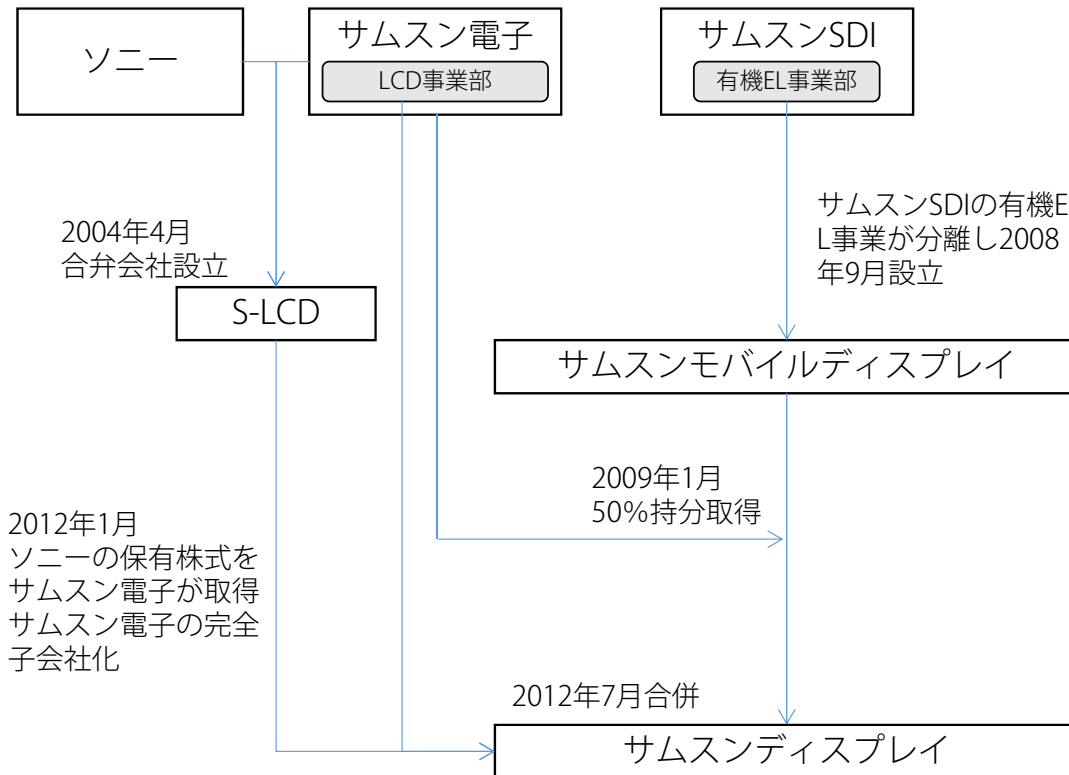 ソニー
サムスン電子
LCD事業部
サムスンSDI
有機EL事業部
2004年4月
合弁会社設立
サムスンSDIの有機E
L事業が分離し2008
年9月設立
S-LCD
サムスンモバイルディスプレイ
2009年1月
50%持分取得
2012年1月
ソニーの保有株式を
サムスン電子が取得
サムスン電子の完全
子会社化
2012年7月合併
サムスンディスプレイ